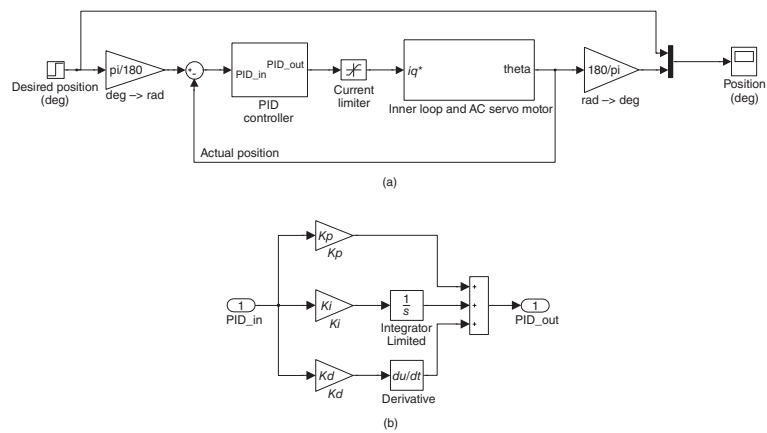 pi/180
PID_in
PID_out
iq*
theta
180/pi
Desired position
(deg)
deg –> rad
PID
controller
Current
limiter
Inner loop and AC servo motor
rad –> deg
Position
(deg)
Actual position
(a)
Kp
Kp
1
PID_in
Ki
Ki
1
s
Integrator
Limited
1
PID_out
Kd
Kd
du/dt
Derivative
(b)
+
-
+
+
+